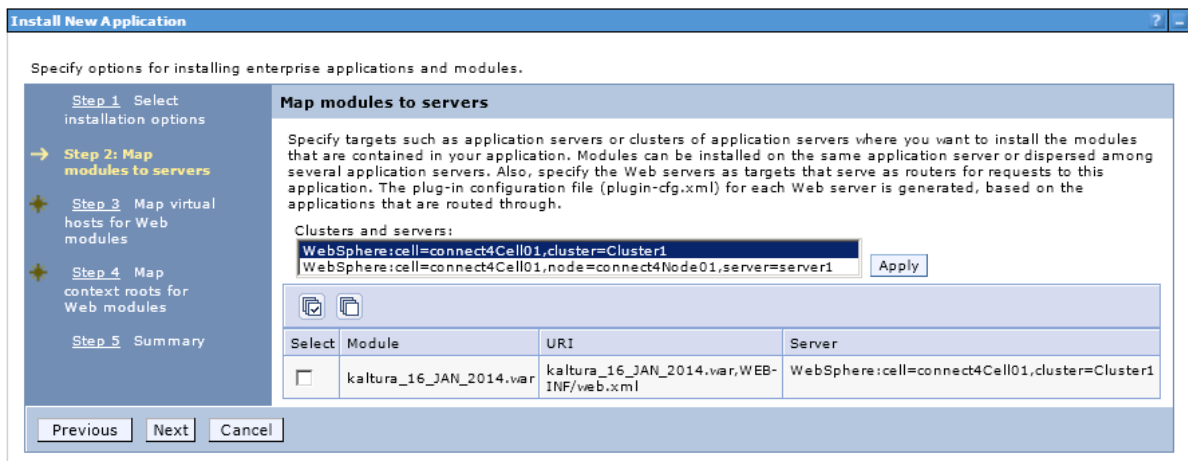 Install New Application
?
Specify options for installing enterprise applications and modules.
Step 1 Select
installation options
Step 2: Map
modules to servers
Step 3 Map virtual
hosts for Web
modules
Step 4 Map
context roots for
Web modules
Step 5 Summary
Map modules to servers
Specify targets such as application servers or clusters of application servers where you want to install the modules
that are contained in your application. Modules can be installed on the same application server or dispersed among
several application servers. Also, specify the Web servers as targets that serve as routers for requests to this
application. The plug-in configuration file (plugin-cfg.xml) for each Web server is generated, based on the
applications that are routed through.
Clusters and servers:
WebSphere:cell=connect4Cell01,cluster=Cluster1
WebSphere:cell=connect4Cell01,node=connect4Node01,server=server1
Apply
Select Module URI Server
kaltura_16_JAN_2014.war kaltura_16_JAN_2014.war,WEB- WebSphere:cell=connect4Cell01,cluster=Cluster1
INF/web.xml
Previous Next Cancel